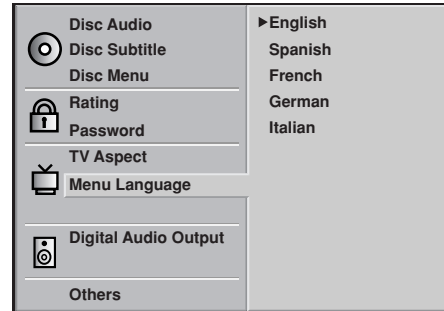 Disc Audio
Disc Subtitle
Disc Menu
Rating
Password
TV Aspect
Menu Language
Digital Audio Output
Others
▶English
Spanish
French
German
Italian